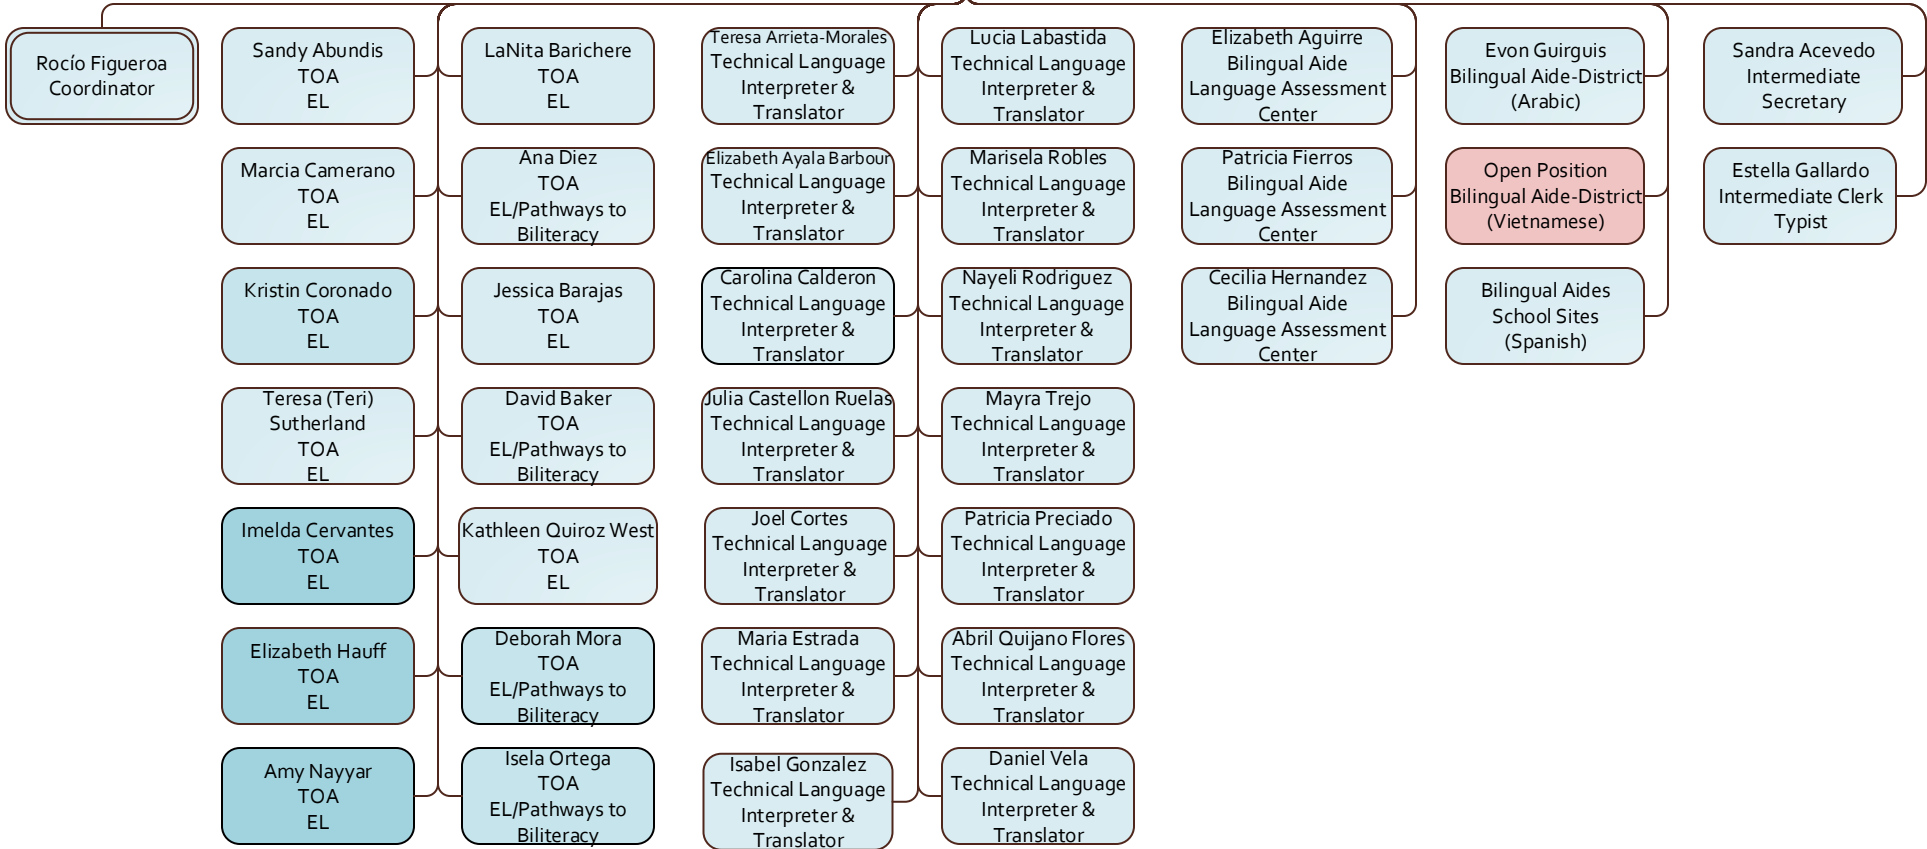 Rocío Figueroa
Coordinator
Sandy Abundis
TOA
EL
LaNita Barichere
TOA
EL
Teresa Arrieta-Morales
Technical Language
Interpreter &
Translator
Lucia Labastida
Technical Language
Interpreter &
Translator
Elizabeth Aguirre
Bilingual Aide
Language Assessment
Center
Evon Guirguis
Bilingual Aide-District
(Arabic)
Sandra Acevedo
Intermediate
Secretary
Marcia Camerano
TOA
EL
Ana Diez
TOA
EL/Pathways to
Biliteracy
Elizabeth Ayala Barbour
Technical Language
Interpreter &
Translator
Marisela Robles
Technical Language
Interpreter &
Translator
Patricia Fierros
Bilingual Aide
Language Assessment
Center
Open Position
Bilingual Aide-District
(Vietnamese)
Estella Gallardo
Intermediate Clerk
Typist
Kristin Coronado
TOA
EL
Jessica Barajas
TOA
EL
Carolina Calderon
Technical Language
Interpreter &
Translator
Nayeli Rodriguez
Technical Language
Interpreter &
Translator
Cecilia Hernandez
Bilingual Aide
Language Assessment
Center
Bilingual Aides
School Sites
(Spanish)
Teresa (Teri)
Sutherland
TOA
EL
David Baker
TOA
EL/Pathways to
Biliteracy
Julia Castellon Ruelas
Technical Language
Interpreter &
Translator
Mayra Trejo
Technical Language
Interpreter &
Translator
Imelda Cervantes
TOA
EL
Kathleen Quiroz West
TOA
EL
Joel Cortes
Technical Language
Interpreter &
Translator
Patricia Preciado
Technical Language
Interpreter &
Translator
Elizabeth Hauff
TOA
EL
Deborah Mora
TOA
EL/Pathways to
Biliteracy
Maria Estrada
Technical Language
Interpreter &
Translator
Abril Quijano Flores
Technical Language
Interpreter &
Translator
Amy Nayyar
TOA
EL
Isela Ortega
TOA
EL/Pathways to
Biliteracy
Isabel Gonzalez
Technical Language
Interpreter &
Translator
Daniel Vela
Technical Language
Interpreter &
Translator